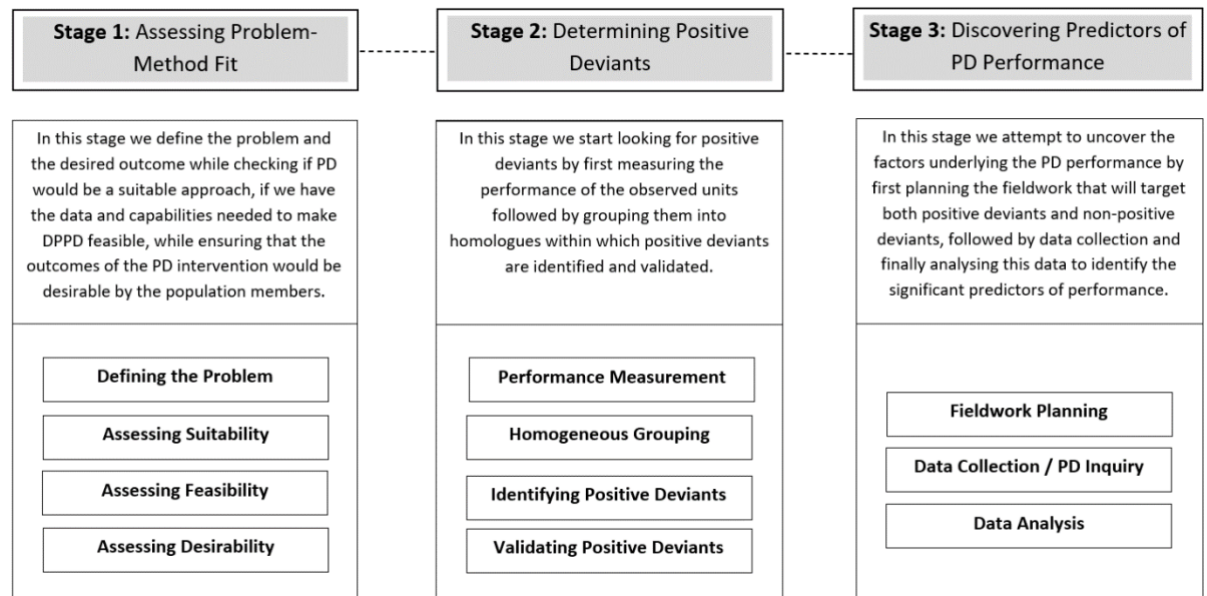 Stage 1: Assessing Problem-
Method Fit
In this stage we define the problem and
the desired outcome while checking if PD
would be a suitable approach, if we have
the data and capabilities needed to make
DPPD feasible, while ensuring that the
outcomes of the PD intervention would be
desirable by the population members.
Defining the Problem
Assessing Suitability
Assessing Feasibility
Assessing Desirability
Stage 2: Determining Positive
Deviants
In this stage we start looking for positive
deviants by first measuring the
performance of the observed units
followed by grouping them into
homologues within which positive deviants
are identified and validated.
Performance Measurement
Homogeneous Grouping
Identifying Positive Deviants
Validating Positive Deviants
Stage 3: Discovering Predictors of
PD Performance
In this stage we attempt to uncover the
factors underlying the PD performance by
first planning the fieldwork that will target
both positive deviants and non-positive
deviants, followed by data collection and
finally analysing this data to identify the
significant predictors of performance.
Fieldwork Planning
Data Collection / PD Inquiry
Data Analysis